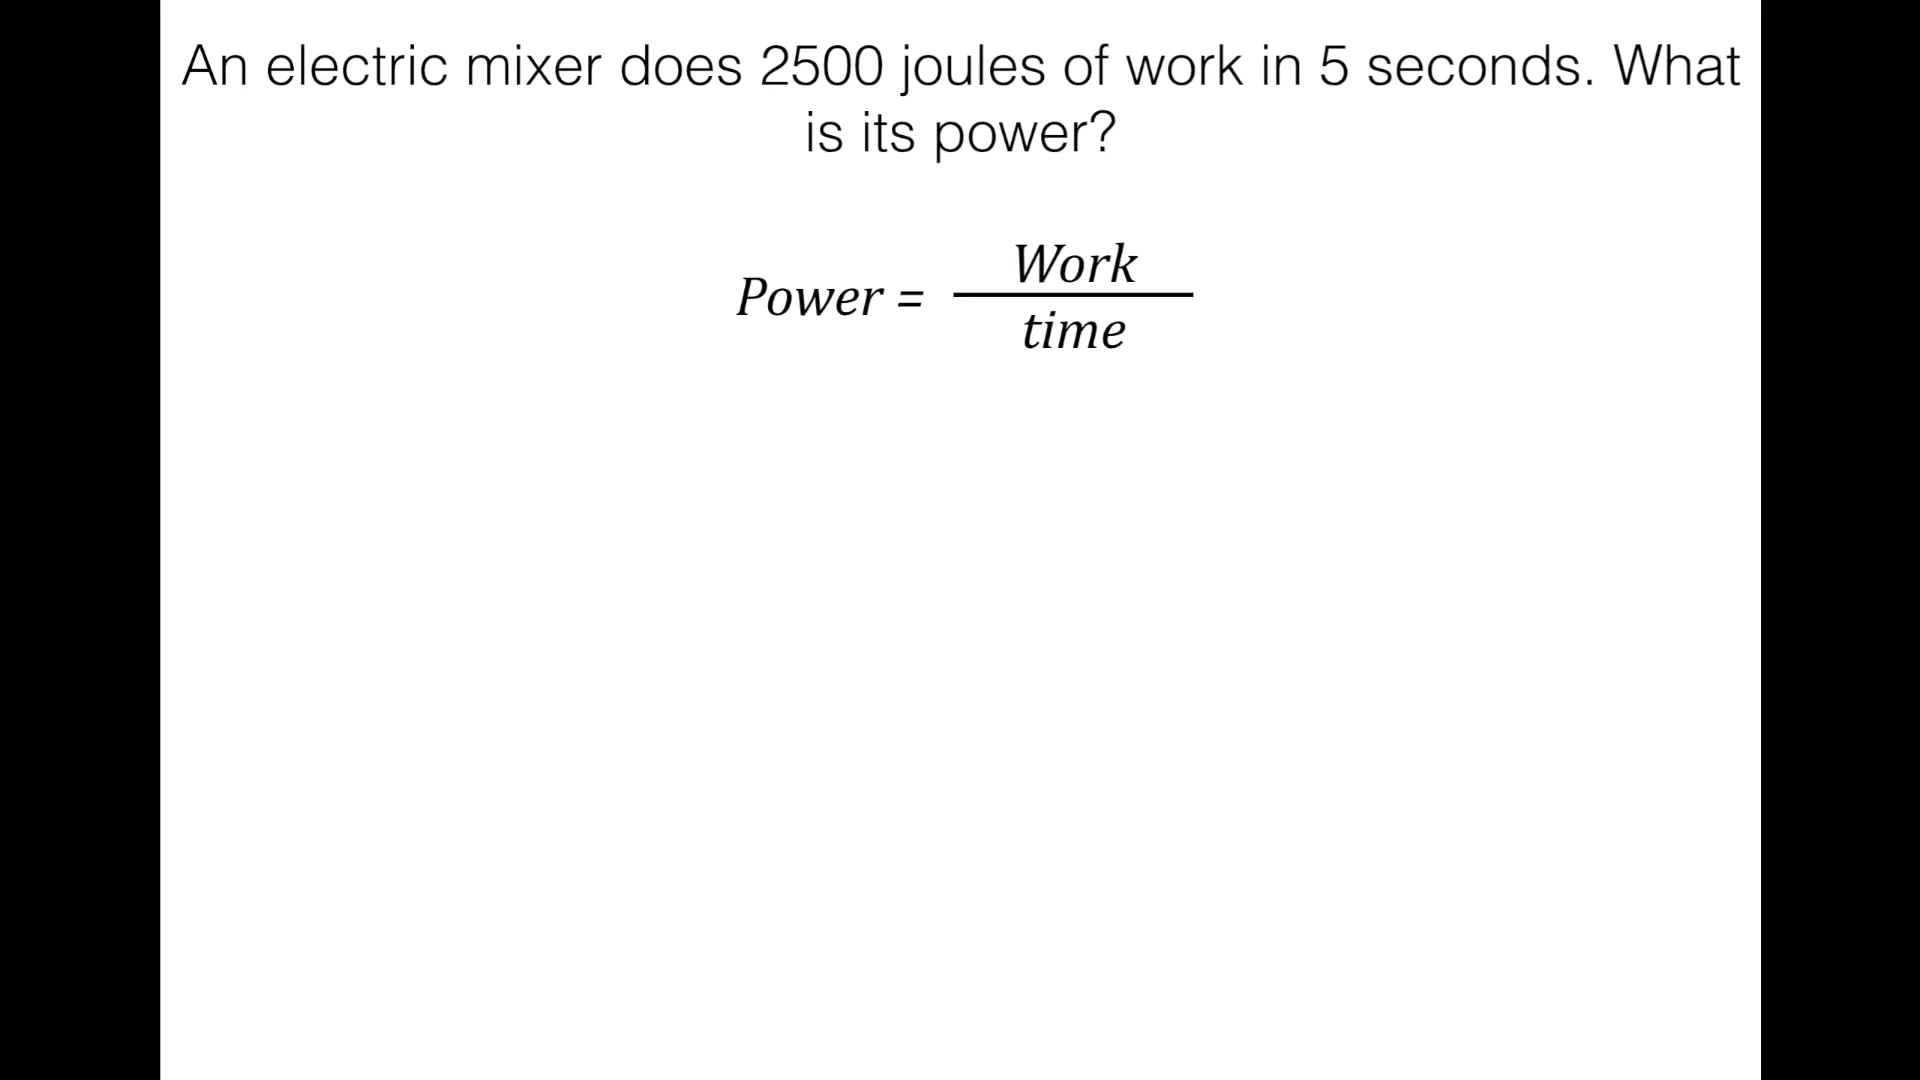 An electric mixer does 2500 joules of work in 5 seconds. What
is its power?
Work
Power =
time